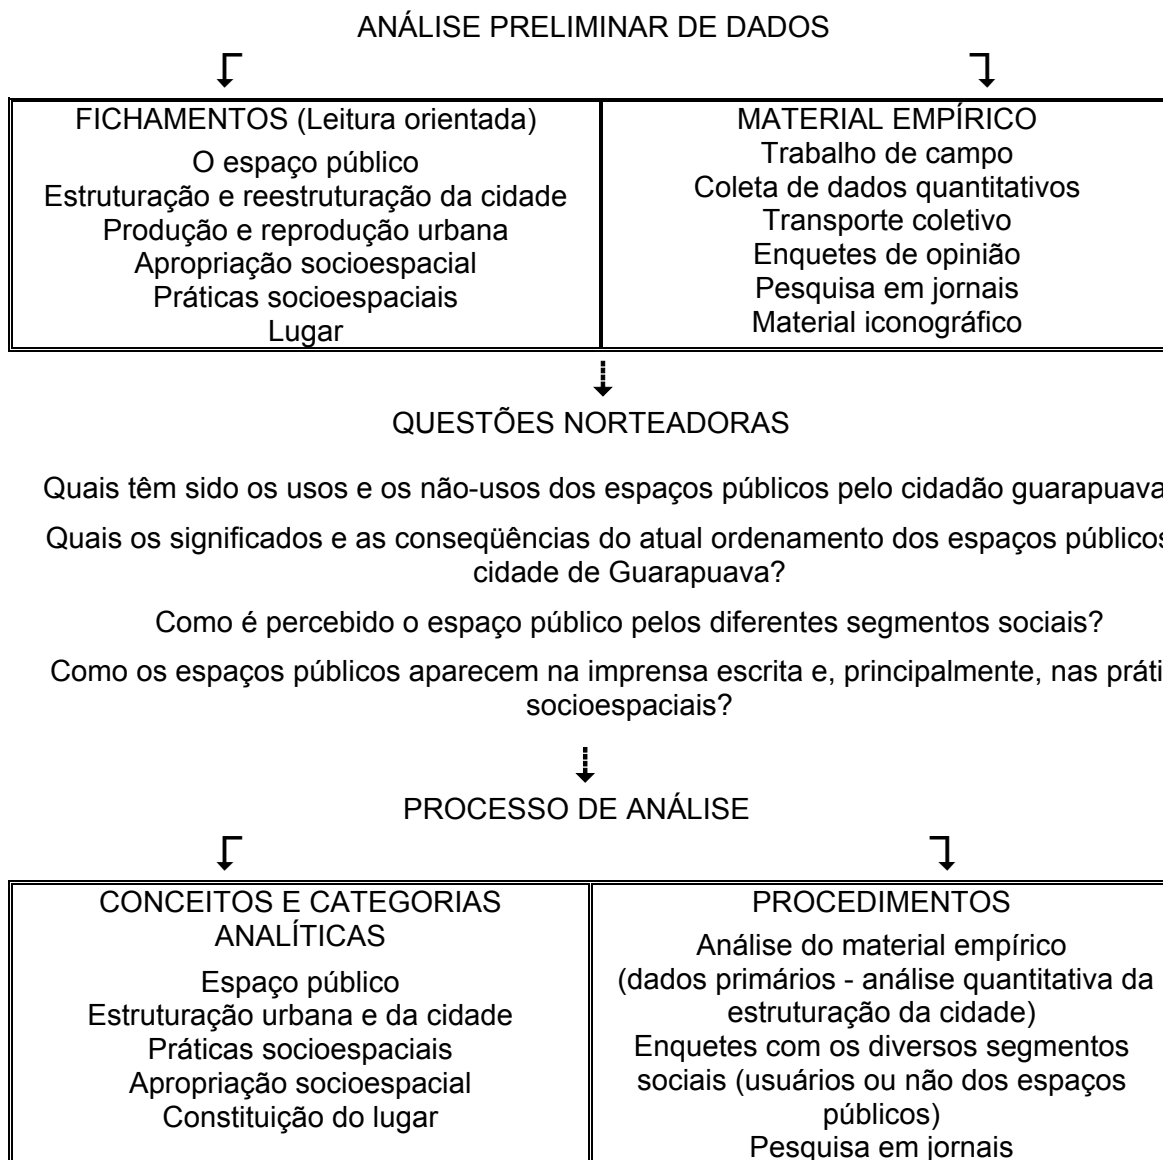 ANÁLISE PRELIMINAR DE DADOS
FICHAMENTOS (Leitura orientada)
O espaço público
Estruturação e reestruturação da cidade
Produção e reprodução urbana
Apropriação socioespacial
Práticas socioespaciais
Lugar
MATERIAL EMPÍRICO
Trabalho de campo
Coleta de dados quantitativos
Transporte coletivo
Enquetes de opinião
Pesquisa em jornais
Material iconográfico
QUESTÕES NORTEADORAS
Quais têm sido os usos e os não-usos dos espaços públicos pelo cidadão guarapuava
Quais os significados e as conseqüências do atual ordenamento dos espaços públicos
cidade de Guarapuava?
Como é percebido o espaço público pelos diferentes segmentos sociais?
Como os espaços públicos aparecem na imprensa escrita e, principalmente, nas práti
socioespaciais?
PROCESSO DE ANÁLISE
CONCEITOS E CATEGORIAS
ANALÍTICAS
Espaço público
Estruturação urbana e da cidade
Práticas socioespaciais
Apropriação socioespacial
Constituição do lugar
PROCEDIMENTOS
Análise do material empírico
(dados primários - análise quantitativa da
estruturação da cidade)
Enquetes com os diversos segmentos
sociais (usuários ou não dos espaços
públicos)
Pesquisa em jornais